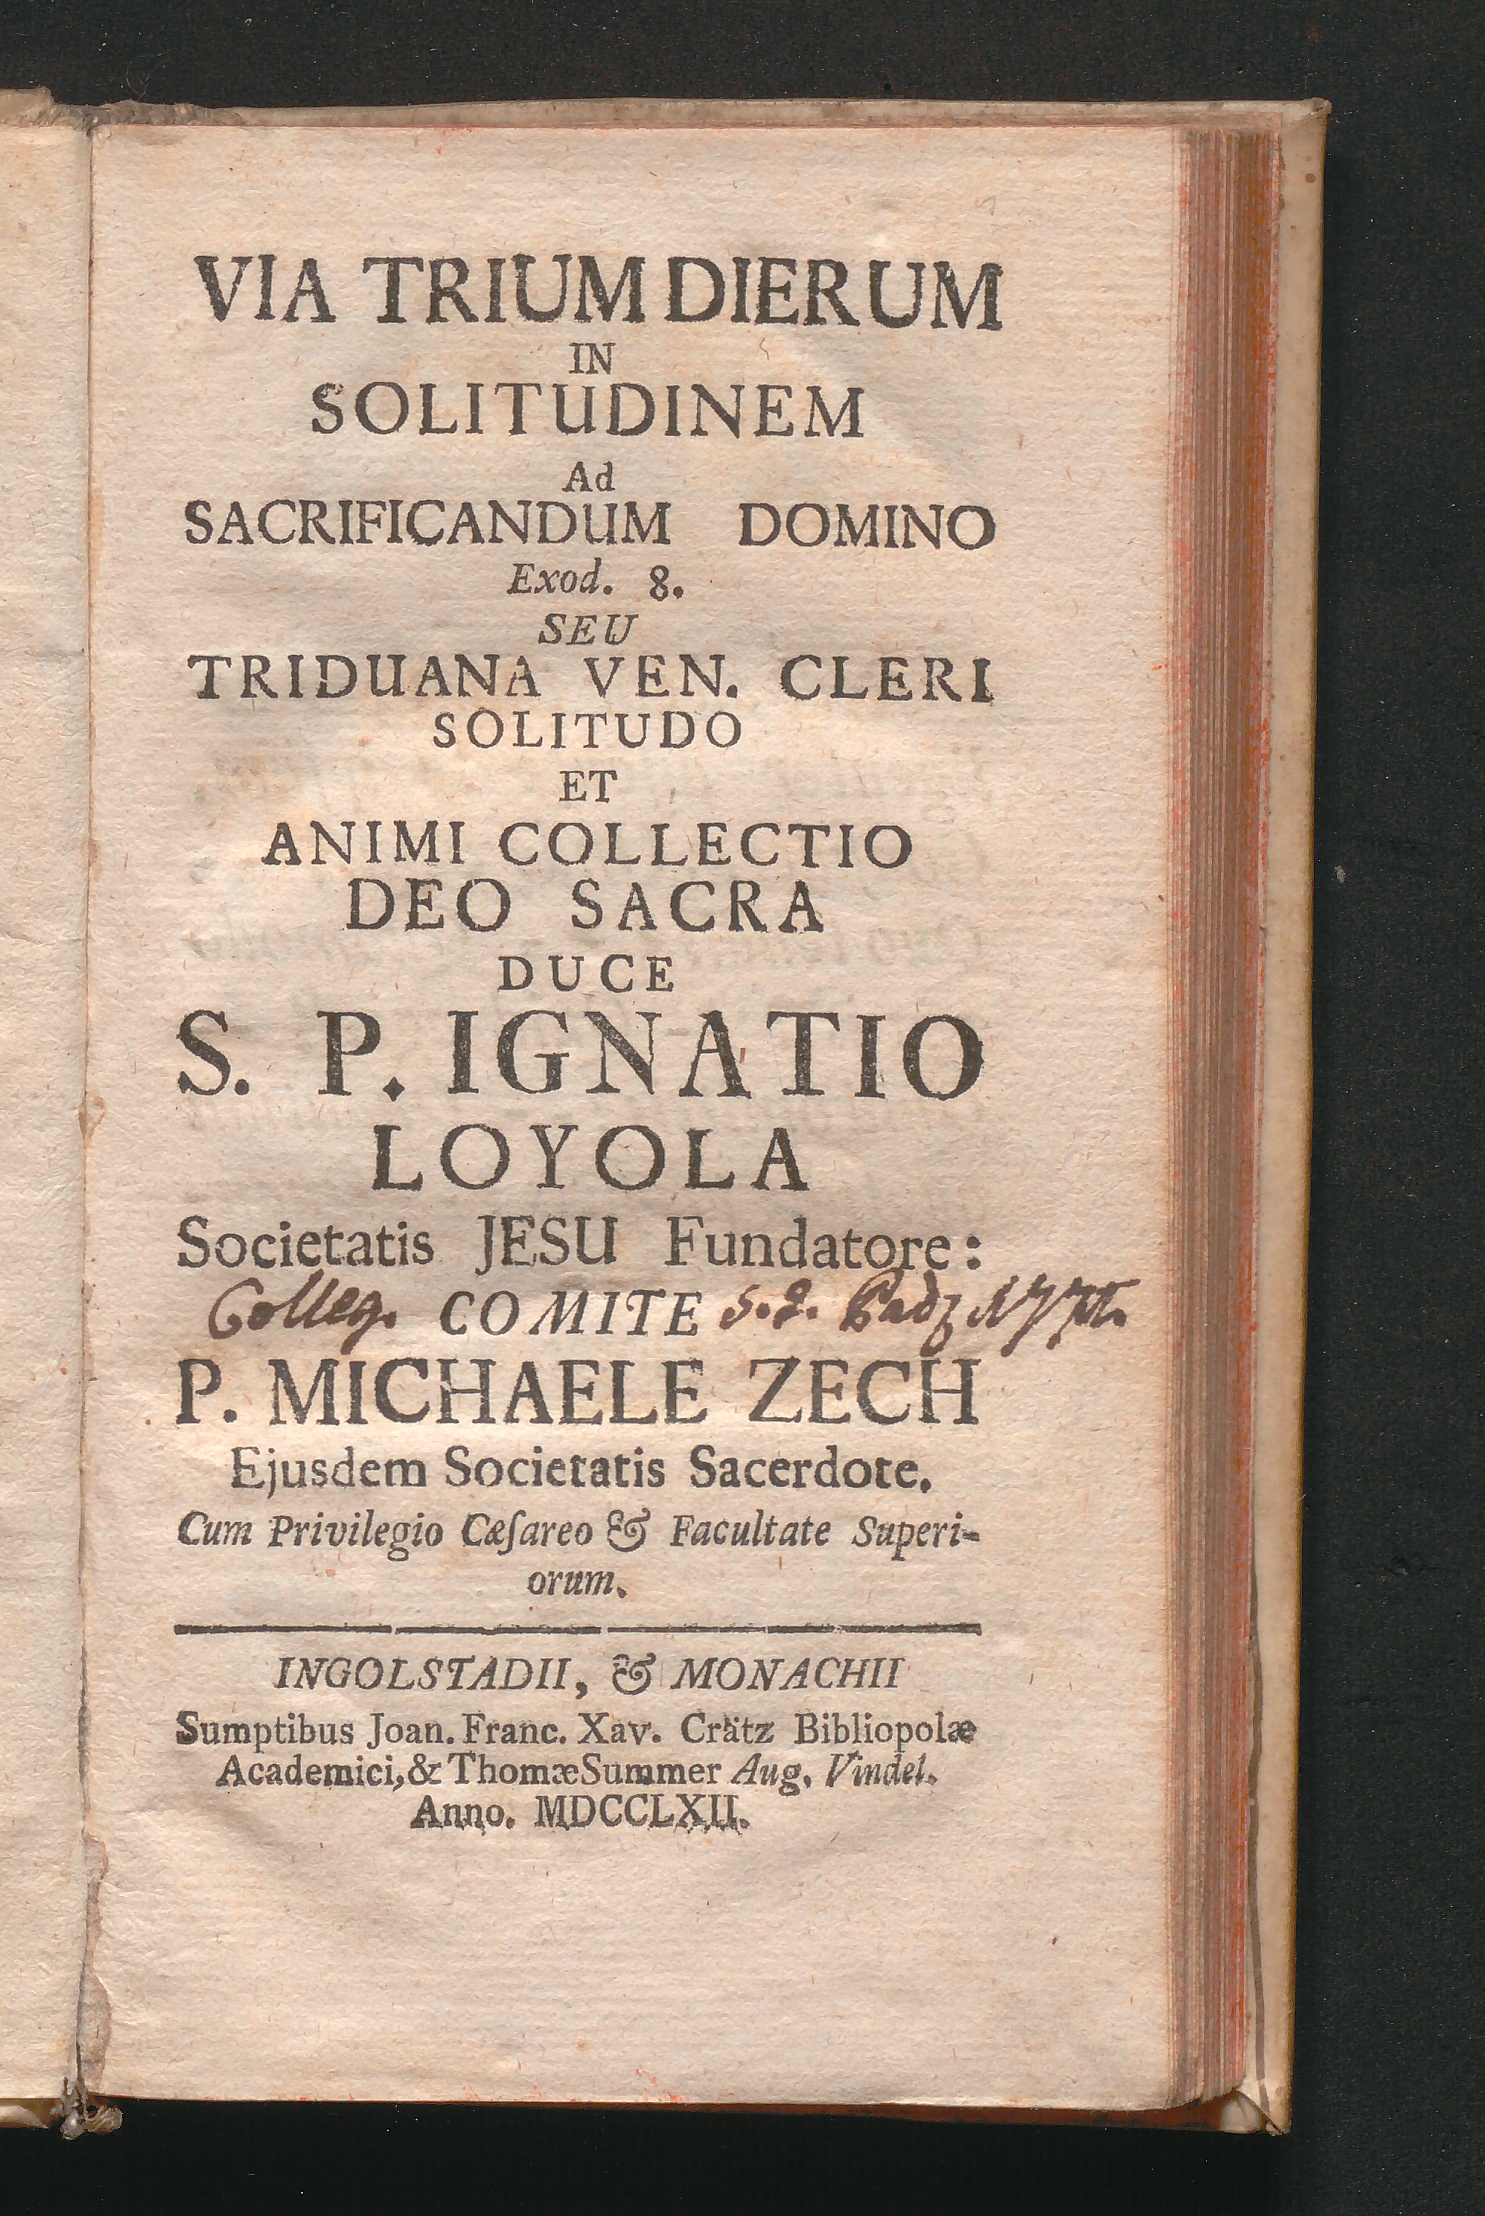 VIA TRIUM DIERUM
IN
SOLITUDINEM
Ad
SACRIFICANDUM DOMINO
Exod. 8.
SEU
TRIDUANA VEN. CLERI
SOLITUDO
ET
ANIMI COLLECTIO
DEO SACRA
DUCE
S. P. IGNATIO
LOYOLA
Societatis JESU Fundatore:
Colleg. COMITE S. J.
P. MICHAELE ZECH
Ejusdem Societatis Sacerdote.
Cum Privilegio Cæſareo & Facultate Superi-
orum.
INGOLSTADII, & MONACHII
Sumptibus Joan. Franc. Xav. Crätz Bibliopolæ
Academici, & Thomæ Summer Aug. Vindel.
Anno. MDCCLXII.